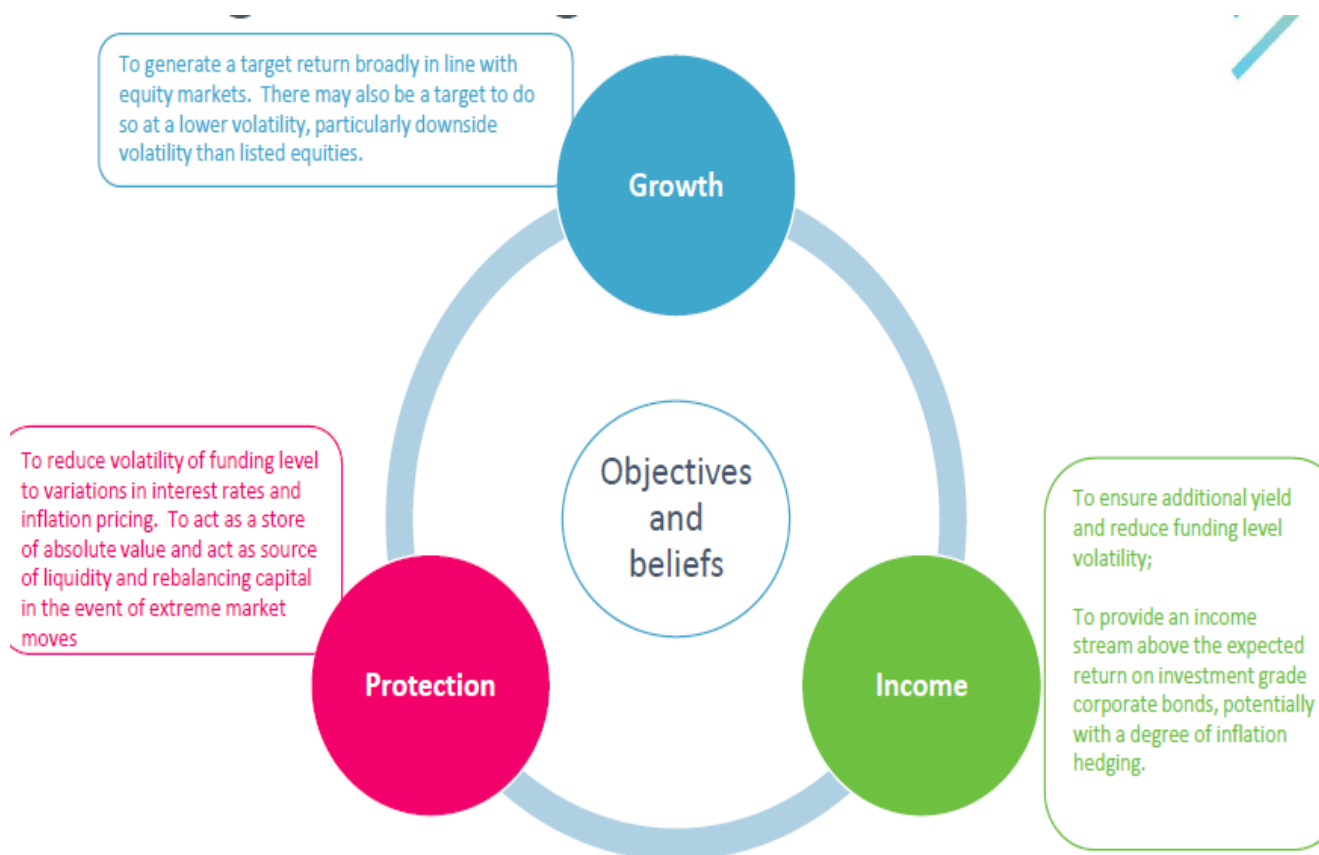 To generate a target return broadly in line with
equity markets.  There may also be a target to do
so at a lower volatility, particularly downside
volatility than listed equities.
Growth
Objectives
and
beliefs
To reduce volatility of funding level
to variations in interest rates and
inflation pricing.  To act as a store
of absolute value and act as source
of liquidity and rebalancing capital
in the event of extreme market
moves
Protection
Income
To ensure additional yield
and reduce funding level
volatility;
To provide an income
stream above the expected
return on investment grade
corporate bonds, potentially
with a degree of inflation
hedging.